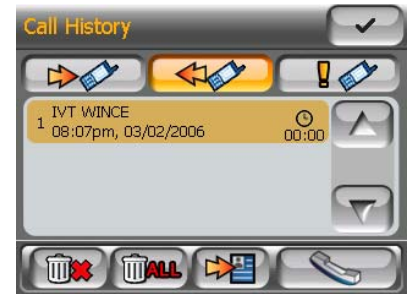 Call History
1 IVT WINCE
08:07pm, 03/02/2006
00:00
ALL